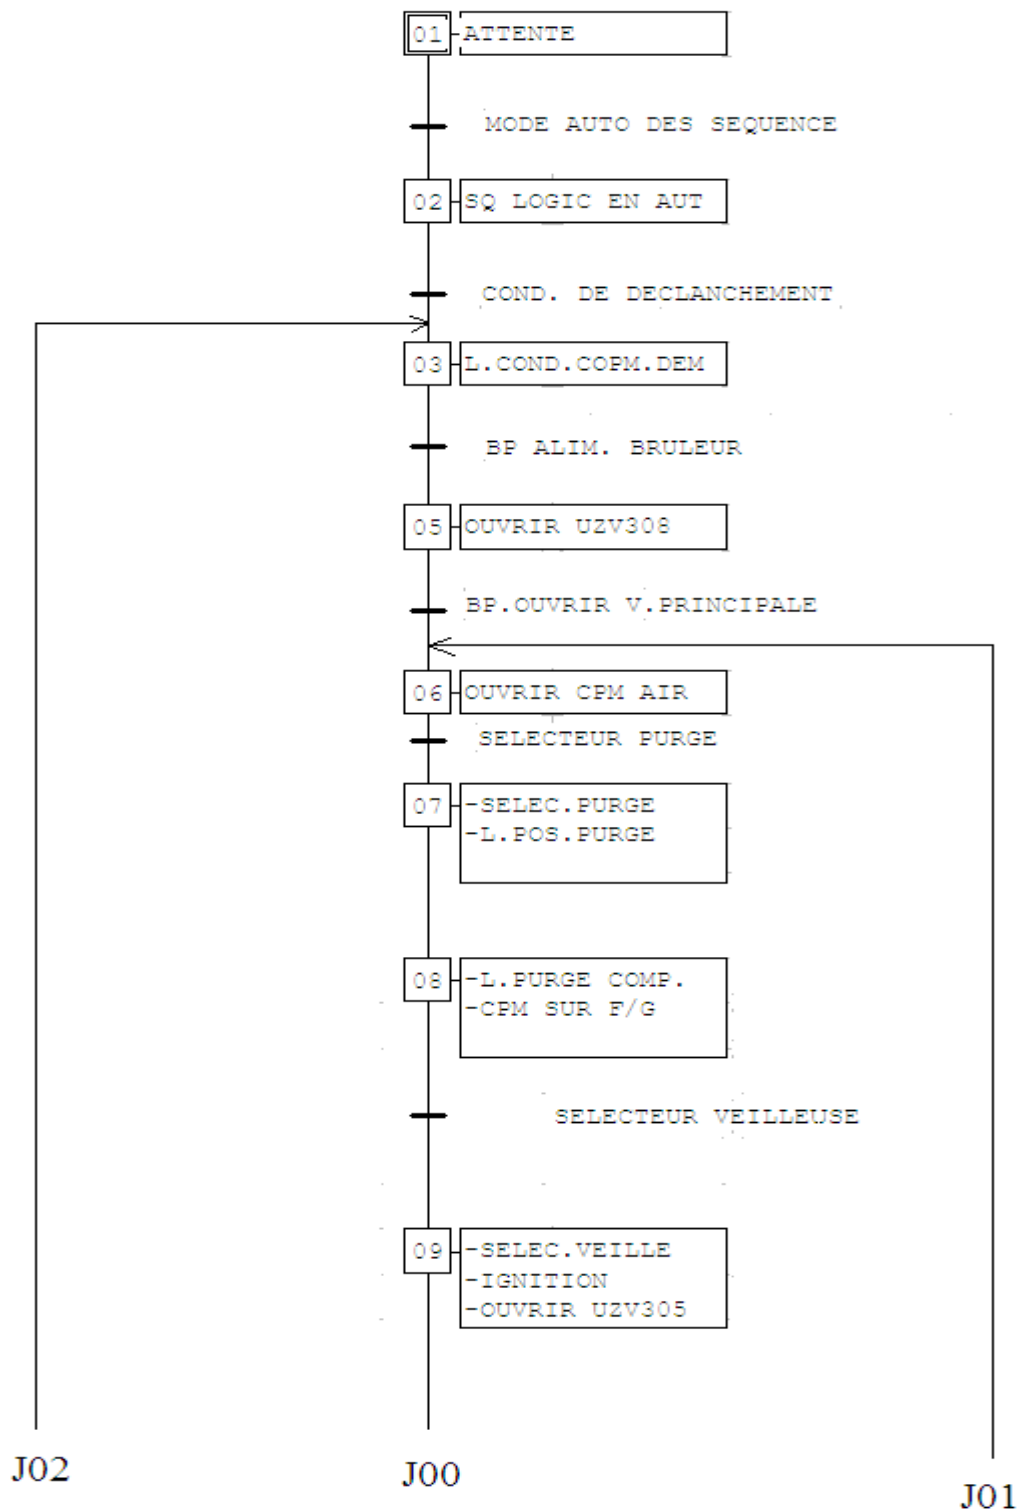 01 ATTENTE
MODE AUTO DES SEQUENCE
02 SQ LOGIC EN AUT
COND. DE DECLANCHEMENT
03 L.COND.COPM.DEM
BP ALIM. BRULEUR
05 OUVRIR UZV308
BP.OUVRIR V.PRINCIPALE
06 OUVRIR CPM AIR
SELECTEUR PURGE
07 -SELEC.PURGE
-L.POS.PURGE
08 -L.PURGE COMP.
-CPM SUR F/G
SELECTEUR VEILLEUSE
09 -SELEC.VEILLE
-IGNITION
-OUVRIR UZV305
J02
J00
J01